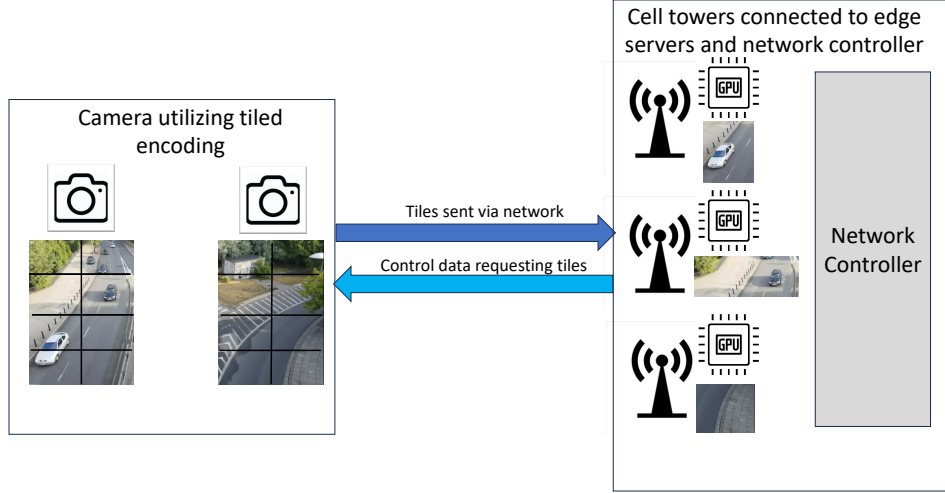 Cell towers connected to edge
servers and network controller
Camera utilizing tiled
encoding
Tiles sent via network
Control data requesting tiles
GPU
GPU
GPU
Network
Controller